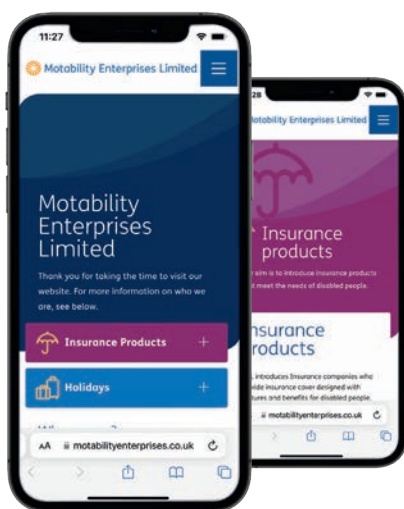 11:27
Motability Enterprises Limited
Motability
Enterprises
Limited
Thank you for taking the time to visit our
website. For more information on who we
are, see below.
Insurance Products +
Holidays +
AA motabilityenterprises.co.uk
28
Motability Enterprises Limited
Insurance
products
aim is to introduce insurance products
meet the needs of disabled people.
nsurance
roducts
introduces Insurance companies who
ide insurance cover designed with
tures and benefits for disabled people.
motabilityenterprises.co.uk